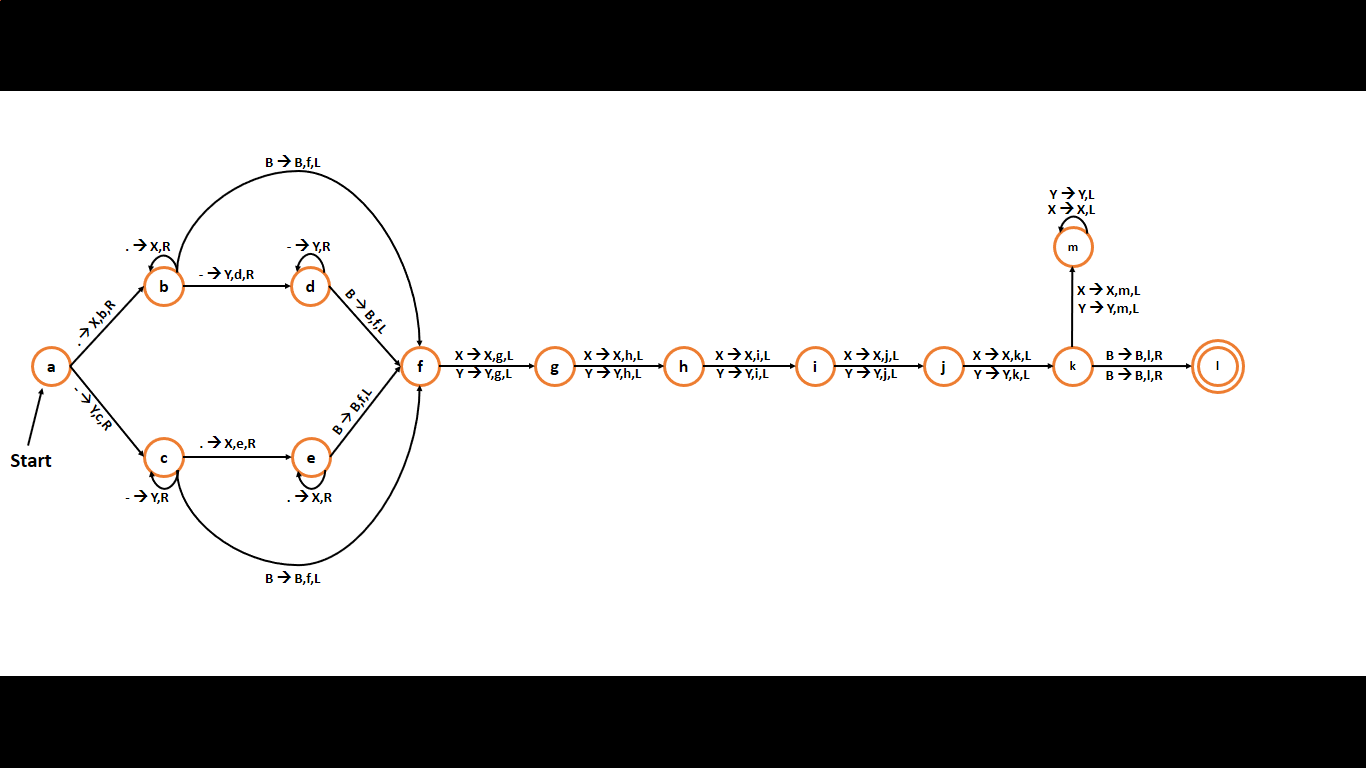 B → B,f,L
. → X,R
- → Y,R
- → Y,d,R
b
d
. → X,b,R
B → B,f,L
a
- → Y,c,R
Start
c
. → X,e,R
e
B → B,f,L
- → Y,R
. → X,R
B → B,f,L
f
X → X,g,L
Y → Y,g,L
g
X → X,h,L
Y → Y,h,L
h
X → X,i,L
Y → Y,i,L
i
X → X,j,L
Y → Y,j,L
j
X → X,k,L
Y → Y,k,L
k
Y → Y,L
X → X,L
m
X → X,m,L
Y → Y,m,L
B → B,l,R
B → B,l,R
l